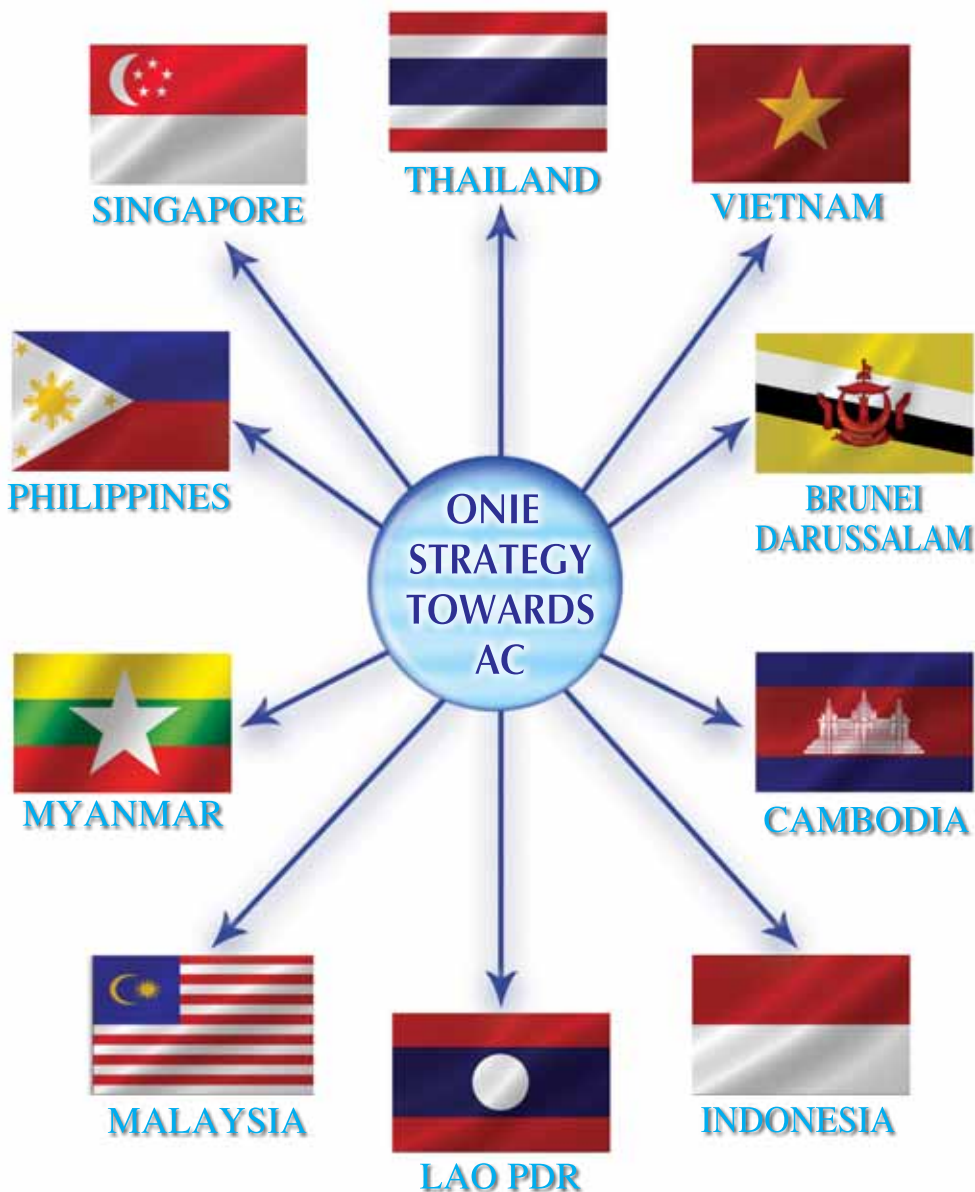 THAILAND
SINGAPORE
VIETNAM
PHILIPPINES
BRUNEI
DARUSSALAM
ONIE
STRATEGY
TOWARDS
AC
MYANMAR
CAMBODIA
MALAYSIA
INDONESIA
LAO PDR